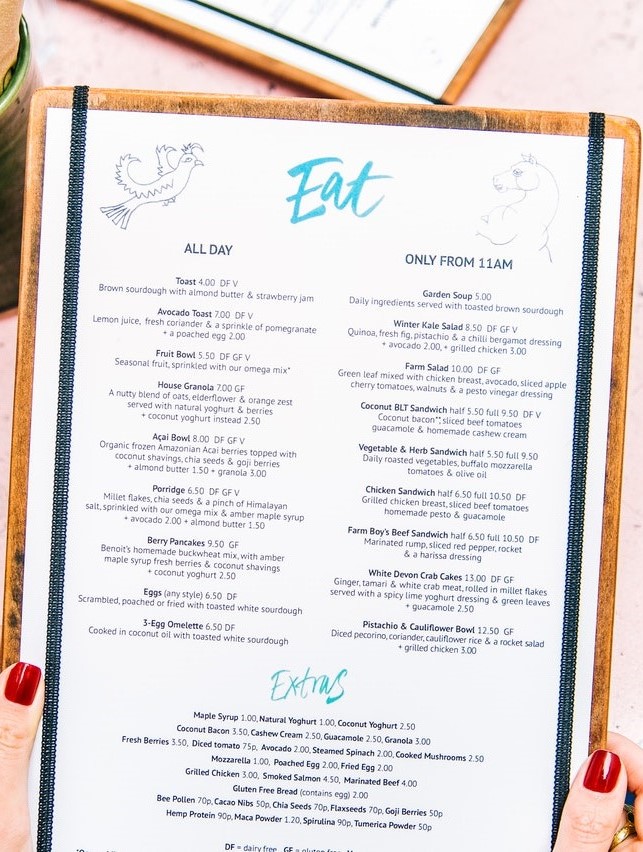 Eat
ALL DAY
Toast 4.00 DF V
Brown sourdough with almond butter & strawberry jam
Avocado Toast 7.00 DF V
Lemon juice, fresh coriander & a sprinkle of pomegranate
+ a poached egg 2.00
Fruit Bowl 5.50 DF GF V
Seasonal fruit, sprinkled with our omega mix*
House Granola 7.00 GF
A nutty blend of oats, elderflower & orange zest
served with natural yoghurt & berries
+ coconut yoghurt instead 2.50
Açai Bowl 8.00 DF GF V
Organic frozen Amazonian Acai berries topped with
coconut shavings, chia seeds & goji berries
+ almond butter 1.50 + granola 3.00
Porridge 6.50 DF GF V
Millet flakes, chia seeds & a pinch of Himalayan
salt, sprinkled with our omega mix & amber maple syrup
+ avocado 2.00 + almond butter 1.50
Berry Pancakes 9.50 GF
Benoit's homemade buckwheat mix, with amber
maple syrup fresh berries & coconut shavings
+ coconut yoghurt 2.50
Eggs (any style) 6.50 DF
Scrambled, poached or fried with toasted white sourdough
3-Egg Omelette 6.50 DF
Cooked in coconut oil with toasted white sourdough
ONLY FROM 11AM
Garden Soup 5.00
Daily ingredients served with toasted brown sourdough
Winter Kale Salad 8.50 DF GF V
Quinoa, fresh fig, pistachio & a chilli bergamot dressing
+ avocado 2.00, + grilled chicken 3.00
Farm Salad 10.00 DF GF
Green leaf mixed with chicken breast, avocado, sliced apple
cherry tomatoes, walnuts & a pesto vinegar dressing
Coconut BLT Sandwich half 5.50 full 9.50 DF V
Coconut bacon**, sliced beef tomatoes
guacamole & homemade cashew cream
Vegetable & Herb Sandwich half 5.50 full 9.50
Daily roasted vegetables, buffalo mozzarella
tomatoes & olive oil
Chicken Sandwich half 6.50 full 10.50 DF
Grilled chicken breast, sliced beef tomatoes
homemade pesto & guacamole
Farm Boy's Beef Sandwich half 6.50 full 10.50 DF
Marinated rump, sliced red pepper, rocket
& a harissa dressing
White Devon Crab Cakes 13.00 DF GF
Ginger, tamari & white crab meat, rolled in millet flakes
served with a spicy lime yoghurt dressing & green leaves
+ guacamole 2.50
Pistachio & Cauliflower Bowl 12.50 GF
Diced pecorino, coriander, cauliflower rice & a rocket salad
+ grilled chicken 3.00
Extras
Maple Syrup 1.00, Natural Yoghurt 1.00, Coconut Yoghurt 2.50
Coconut Bacon 3.50, Cashew Cream 2.50, Guacamole 2.50, Granola 3.00
Fresh Berries 3.50, Diced tomato 75p, Avocado 2.00, Steamed Spinach 2.00, Cooked Mushrooms 2.50
Mozzarella 1.00, Poached Egg 2.00, Fried Egg 2.00
Grilled Chicken 3.00, Smoked Salmon 4.50, Marinated Beef 4.00
Gluten Free Bread (contains egg) 2.00
Bee Pollen 70p, Cacao Nibs 50p, Chia Seeds 70p, Flaxseeds 70p, Goji Berries 50p
Hemp Protein 90p, Maca Powder 1.20, Spirulina 90p, Tumerica Powder 50p
DF = dairy free GF = gluten free